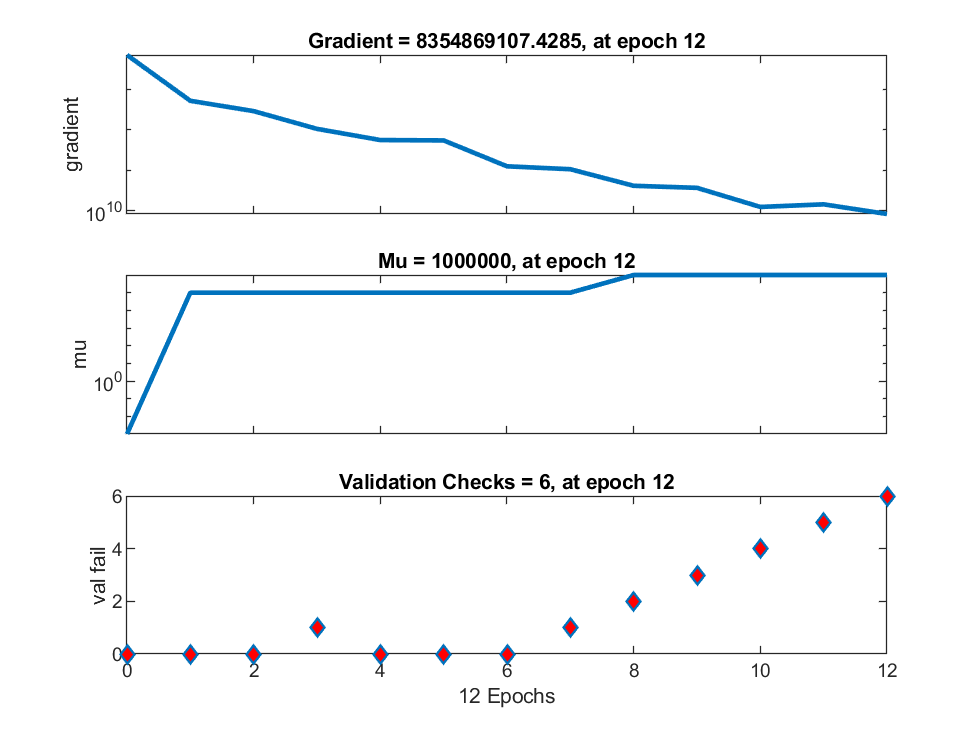 Gradient = 8354869107.4285, at epoch 12
gradient
10^10
Mu = 1000000, at epoch 12
mu
10^0
Validation Checks = 6, at epoch 12
val fail
6
4
2
0
0 2 4 6 8 10 12
12 Epochs